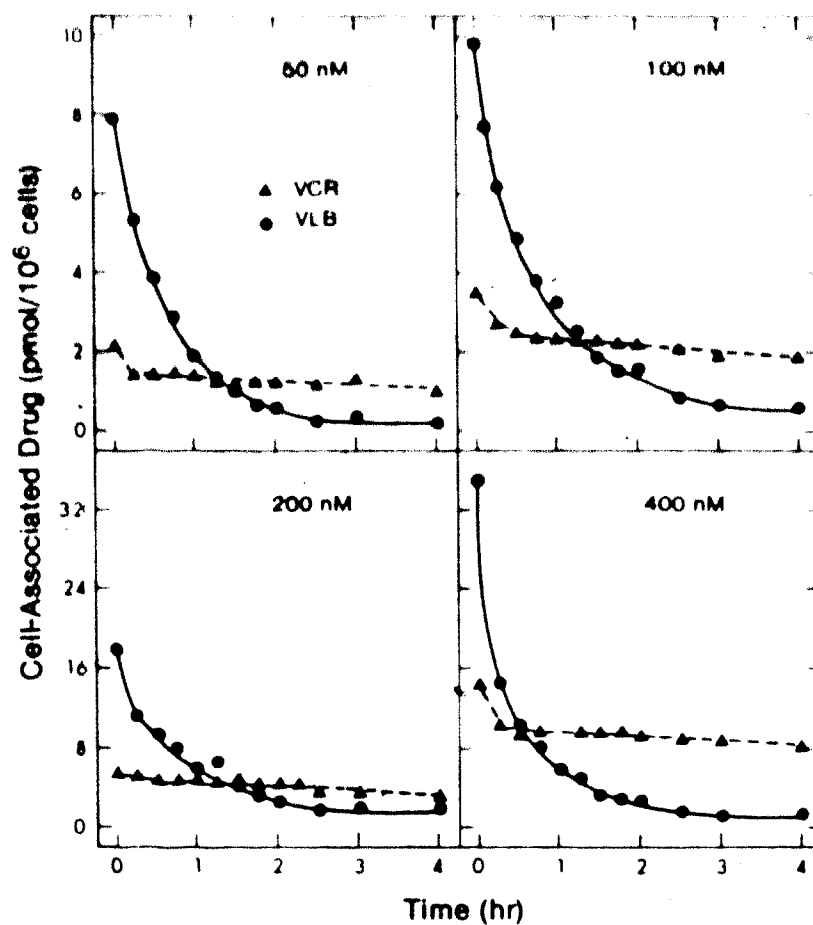 Cell-Associated Drug (pmol/10⁶ cells)
10
8
6
4
2
0
50 nM
VCR
VLB
100 nM
32
24
16
8
0
200 nM
400 nM
0 1 2 3 4
0 1 2 3 4
Time (hr)